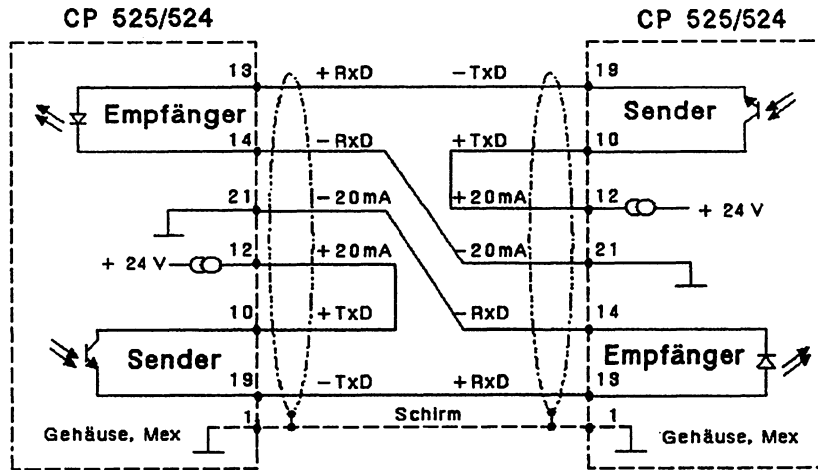 CP 525/524 CP 525/524
13 +RxD -TxD 19
Empfänger Sender
14 -RxD +TxD 10
21 -20mA +20mA 12
+ 24 V
12 +20mA -20mA 21
+ 24 V
10 +TxD -RxD 14
Sender Empfänger
19 -TxD +RxD 13
1 Schirm 1
Gehäuse, Mex Gehäuse, Mex